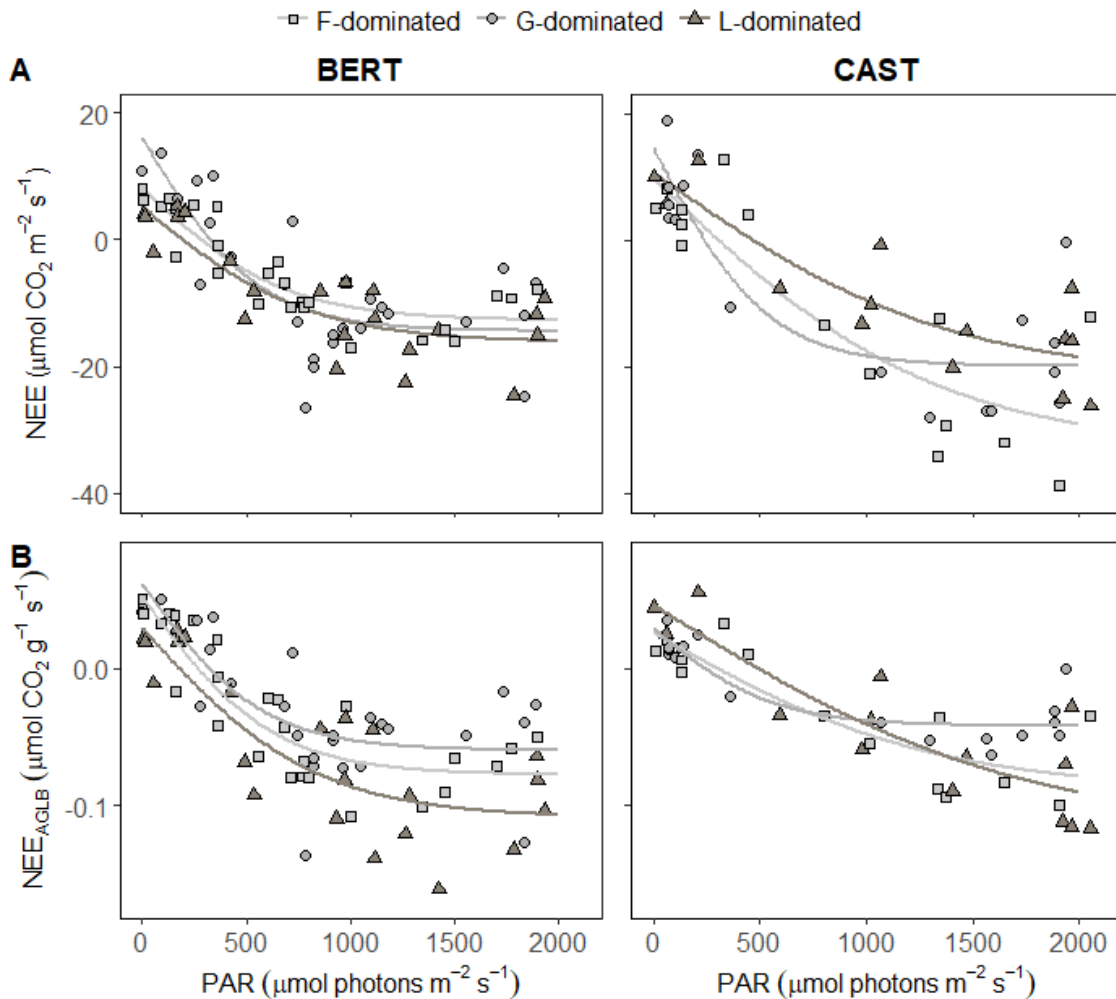 F-dominated G-dominated L-dominated
A BERT CAST
NEE (μmol CO₂ m⁻² s⁻¹)
20
0
−20
−40
B
NEE_AGLB (μmol CO₂ g⁻¹ s⁻¹)
0.0
-0.1
0 500 1000 1500 2000 0 500 1000 1500 2000
PAR (μmol photons m⁻² s⁻¹) PAR (μmol photons m⁻² s⁻¹)